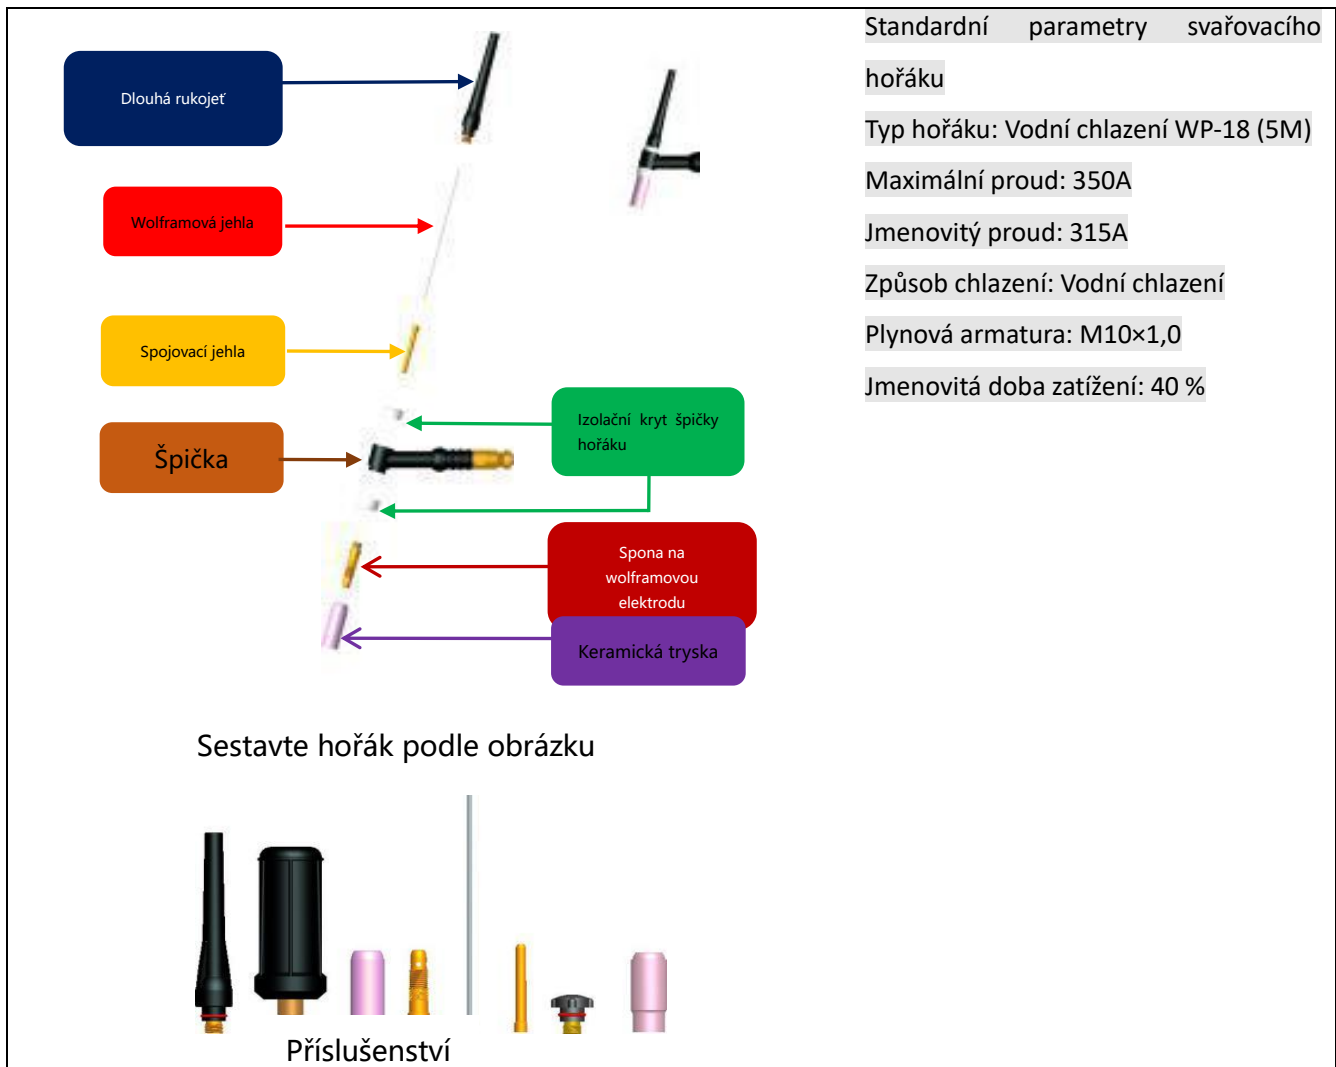 Dlouhá rukojeť
Wolframová jehla
Spojovací jehla
Izolační kryt špičky
hořáku
Špička
Spona na
wolframovou
elektrodu
Keramická tryska
Sestavte hořák podle obrázku
Příslušenství
Standardní parametry svařovacího
hořáku
Typ hořáku: Vodní chlazení WP-18 (5M)
Maximální proud: 350A
Jmenovitý proud: 315A
Způsob chlazení: Vodní chlazení
Plynová armatura: M10×1,0
Jmenovitá doba zatížení: 40 %